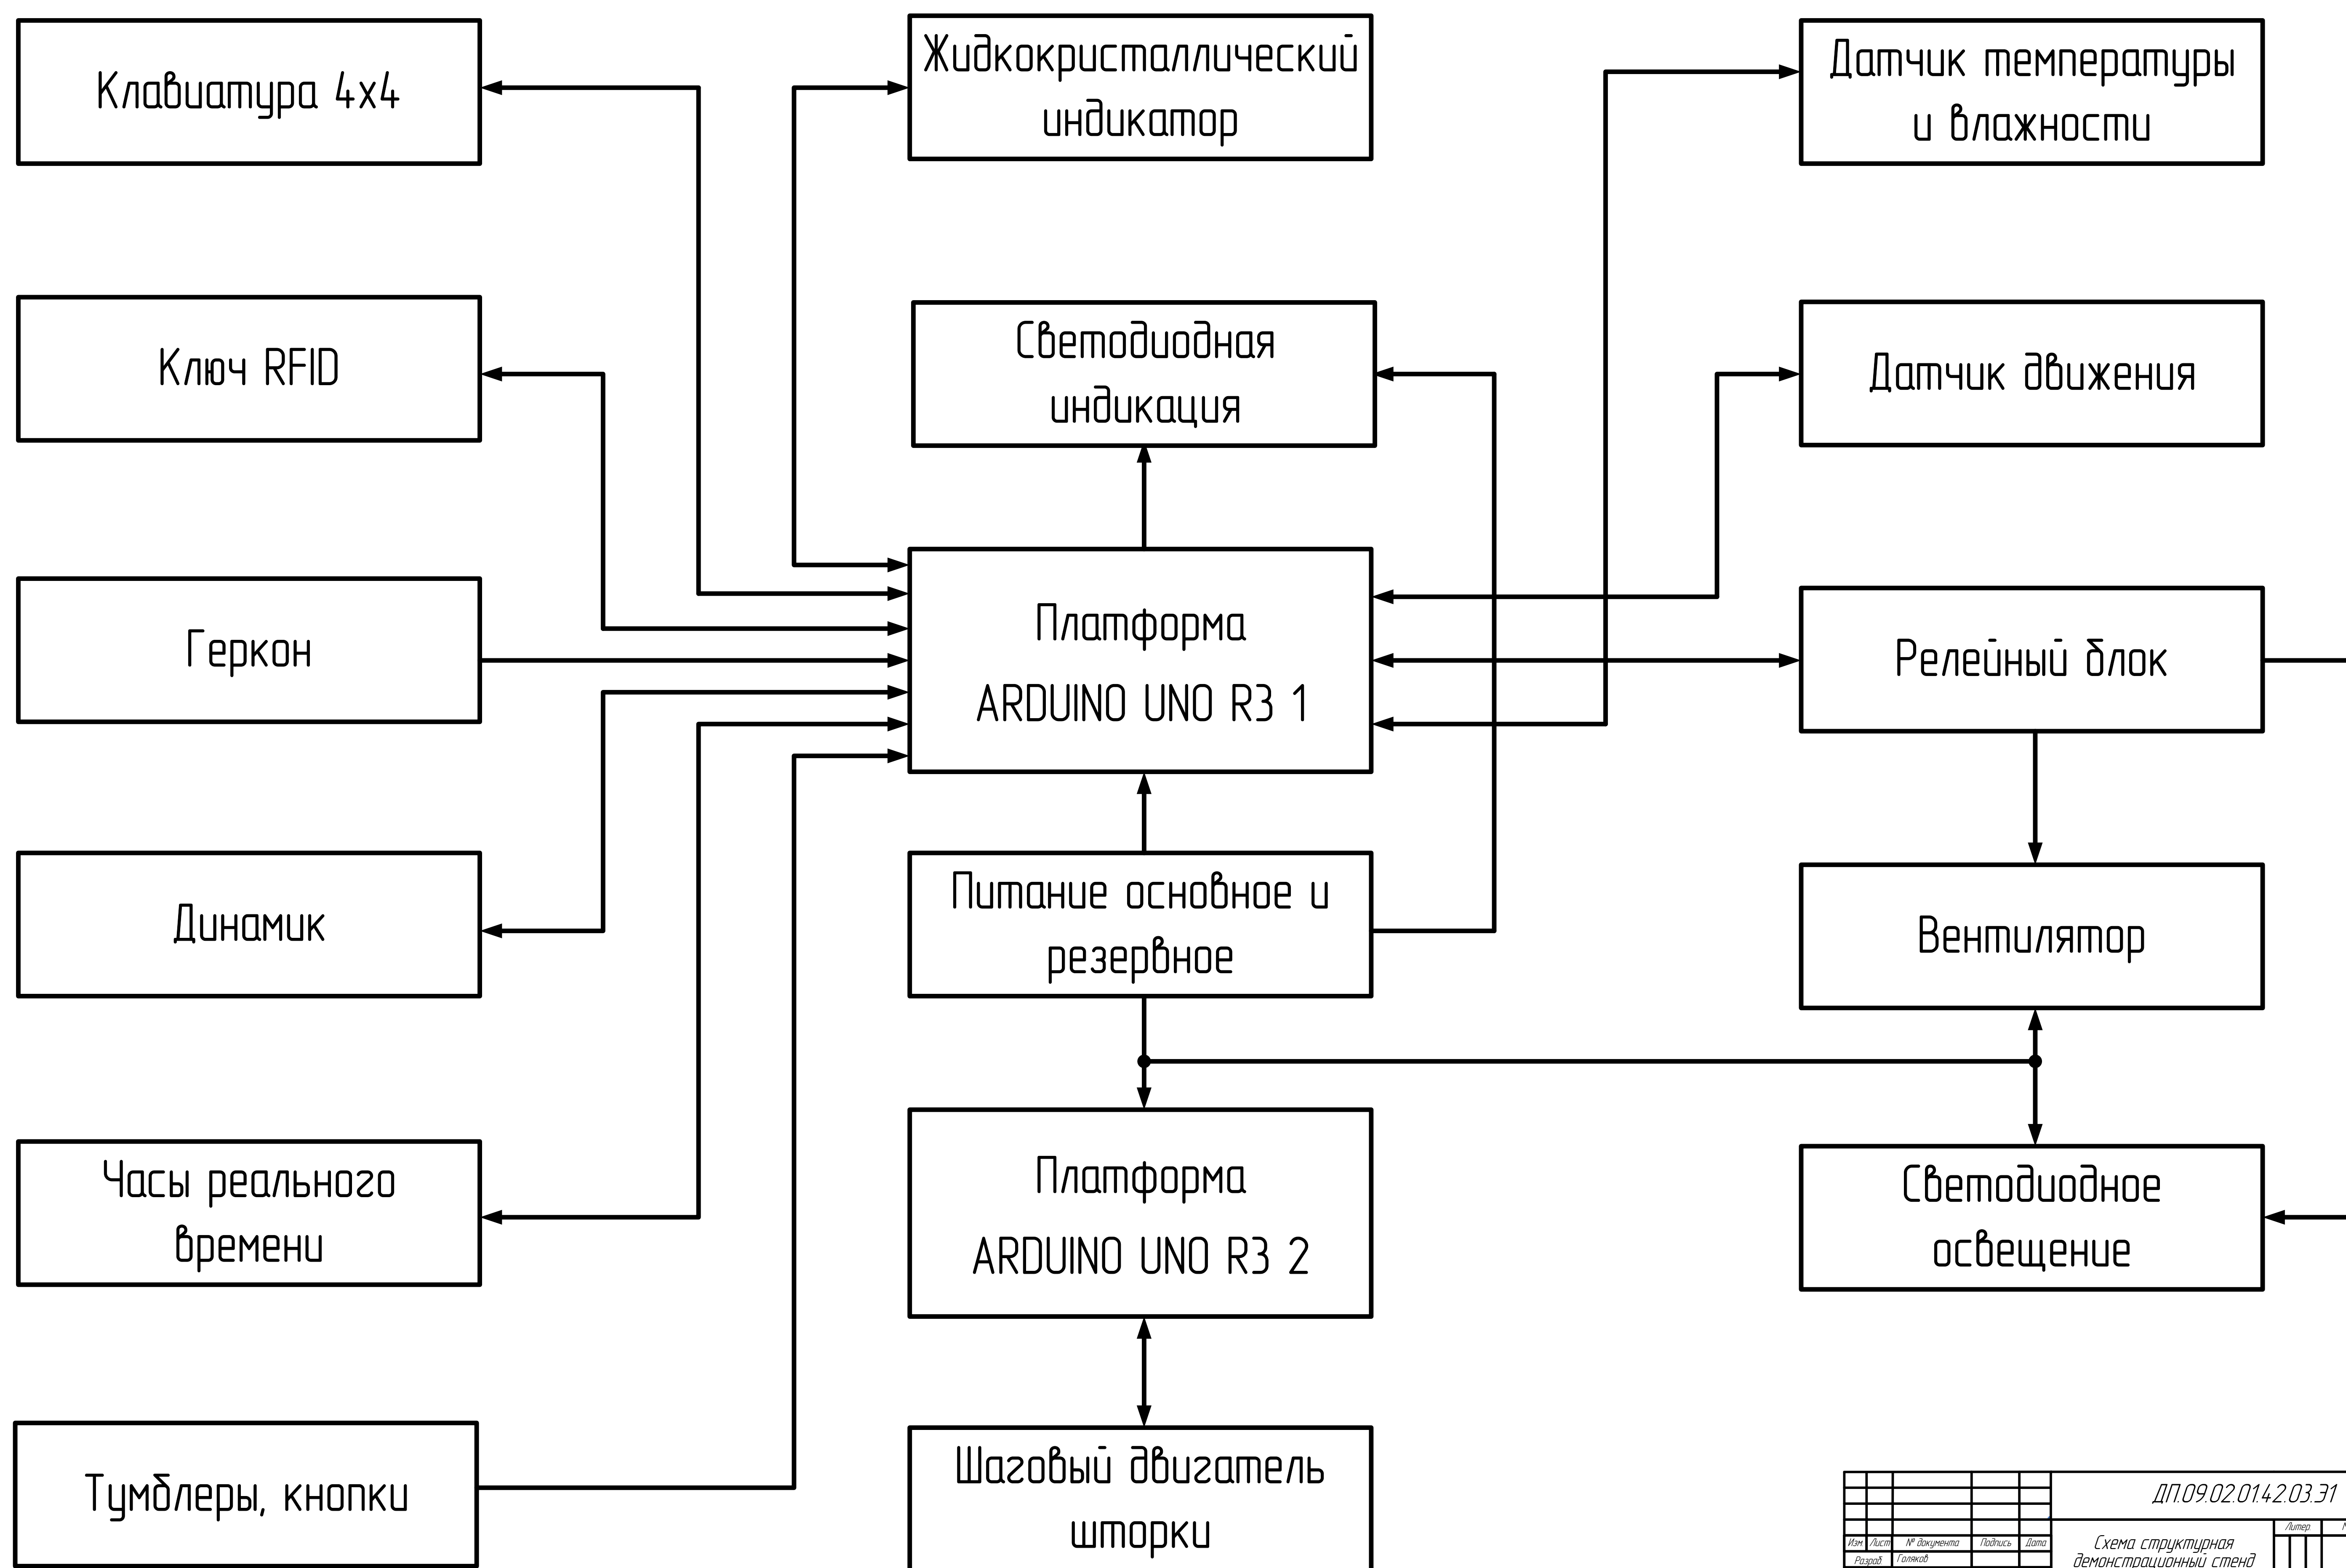 Клавиатура 4х4
Жидкокристаллический
индикатор
Датчик температуры
и влажности
Ключ RFID
Светодиодная
индикация
Датчик движения
Геркон
Платформа
ARDUINO UNO R3 1
Релейный блок
Динамик
Питание основное и
резервное
Вентилятор
Часы реального
времени
Платформа
ARDUINO UNO R3 2
Светодиодное
освещение
Тумблеры, кнопки
Шаговый двигатель
шторки
ДП.09.02.01.42.03.Э1
Изм Лист № документа Подпись Дата
Разраб Голяков
Схема структурная
демонстрационный стенд
Литер